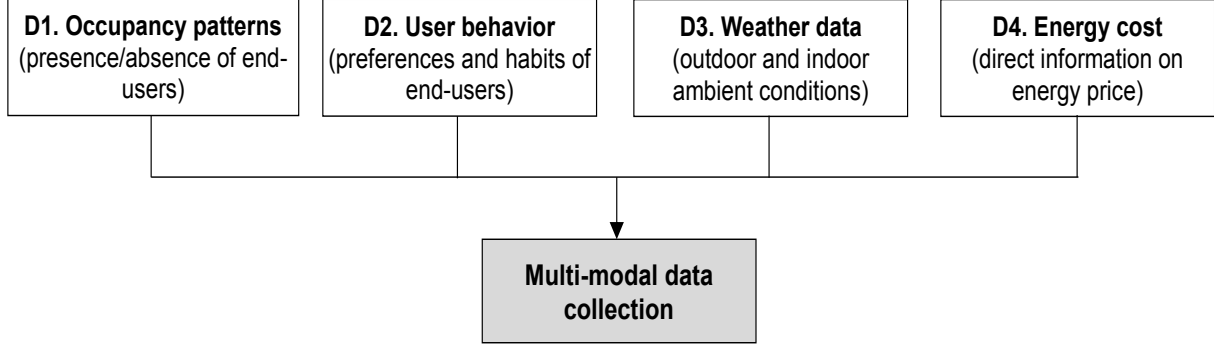 D1. Occupancy patterns
(presence/absence of end-
users)
D2. User behavior
(preferences and habits of
end-users)
D3. Weather data
(outdoor and indoor
ambient conditions)
D4. Energy cost
(direct information on
energy price)
Multi-modal data
collection